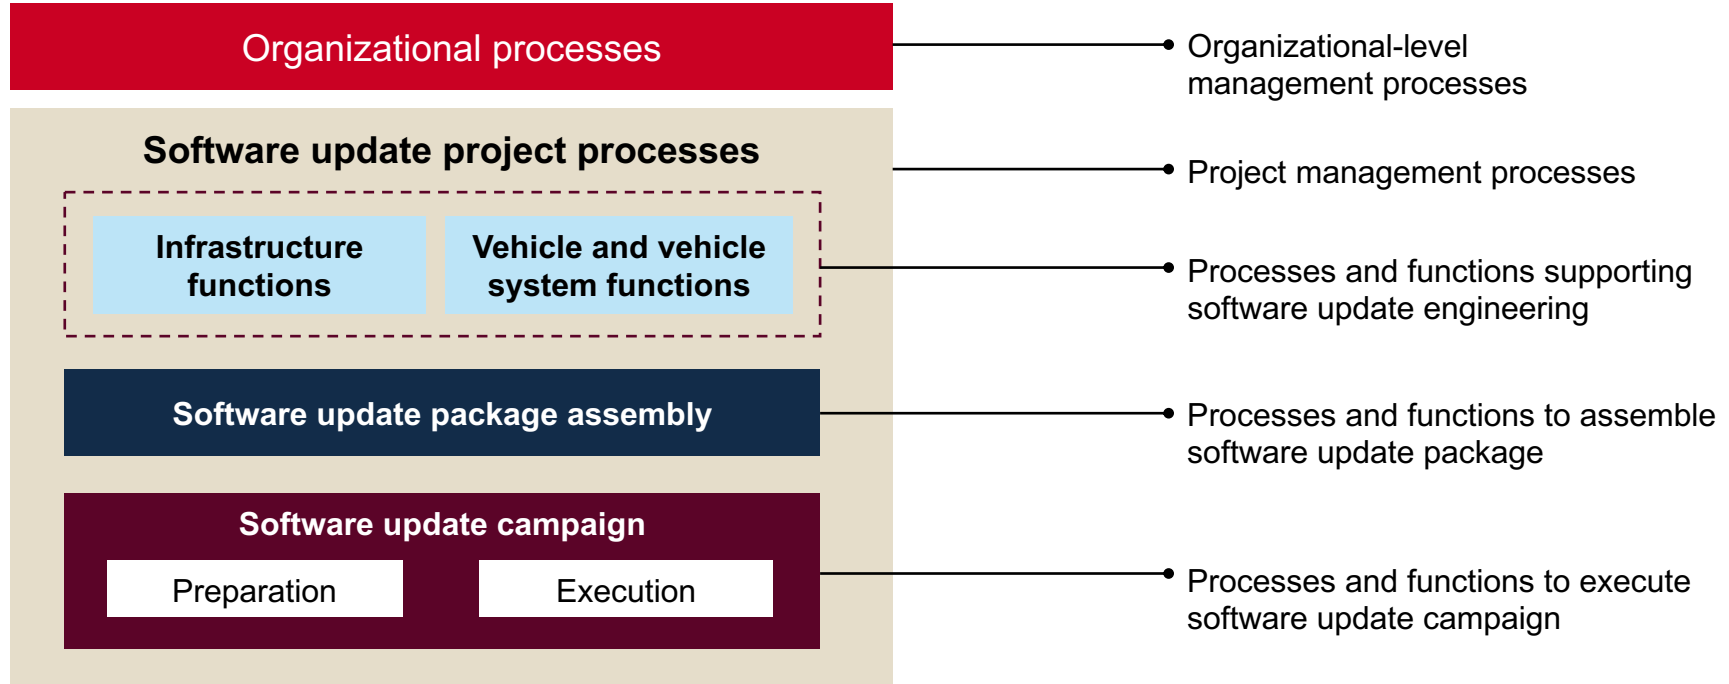 Organizational processes
Organizational-level
management processes
Software update project processes
Project management processes
Infrastructure
functions
Vehicle and vehicle
system functions
Processes and functions supporting
software update engineering
Software update package assembly
Processes and functions to assemble
software update package
Software update campaign
Preparation
Execution
Processes and functions to execute
software update campaign